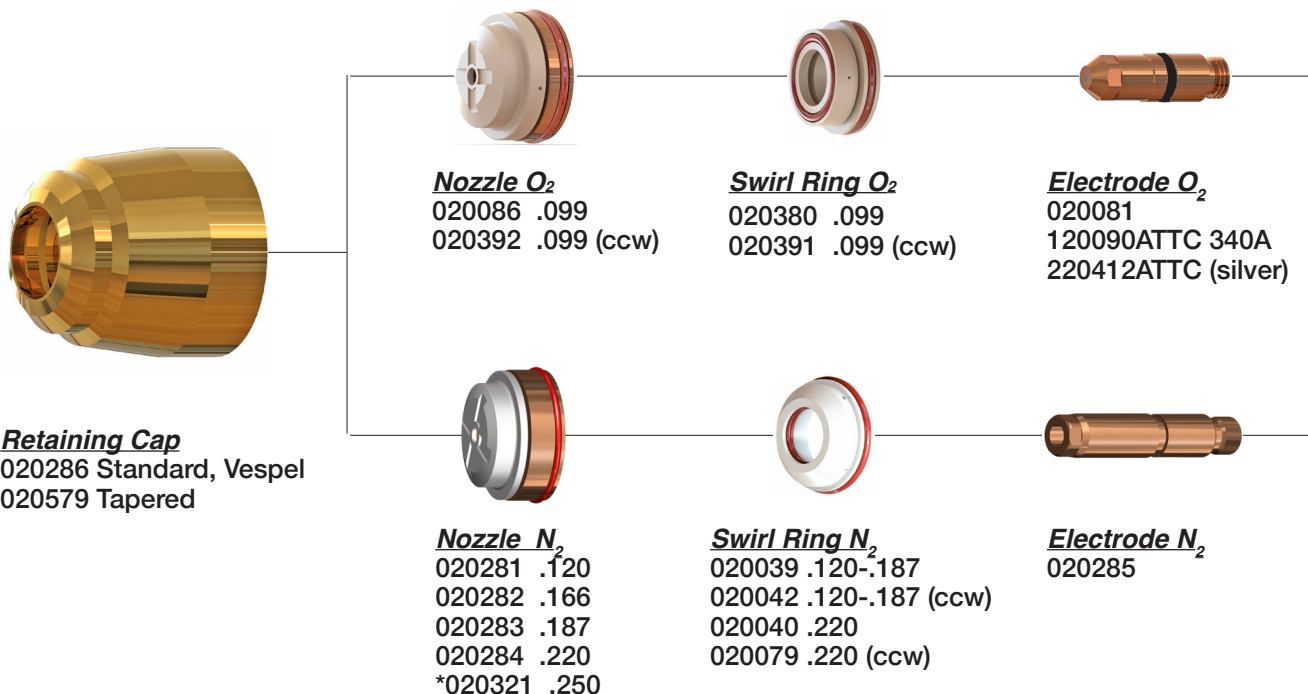 Nozzle O₂
020086 .099
020392 .099 (ccw)
Swirl Ring O₂
020380 .099
020391 .099 (ccw)
Electrode O₂
020081
120090ATTC 340A
220412ATTC (silver)
Retaining Cap
020286 Standard, Vespel
020579 Tapered
Nozzle N₂
020281 .120
020282 .166
020283 .187
020284 .220
*020321 .250
Swirl Ring N₂
020039 .120-.187
020042 .120-.187 (ccw)
020040 .220
020079 .220 (ccw)
Electrode N₂
020285